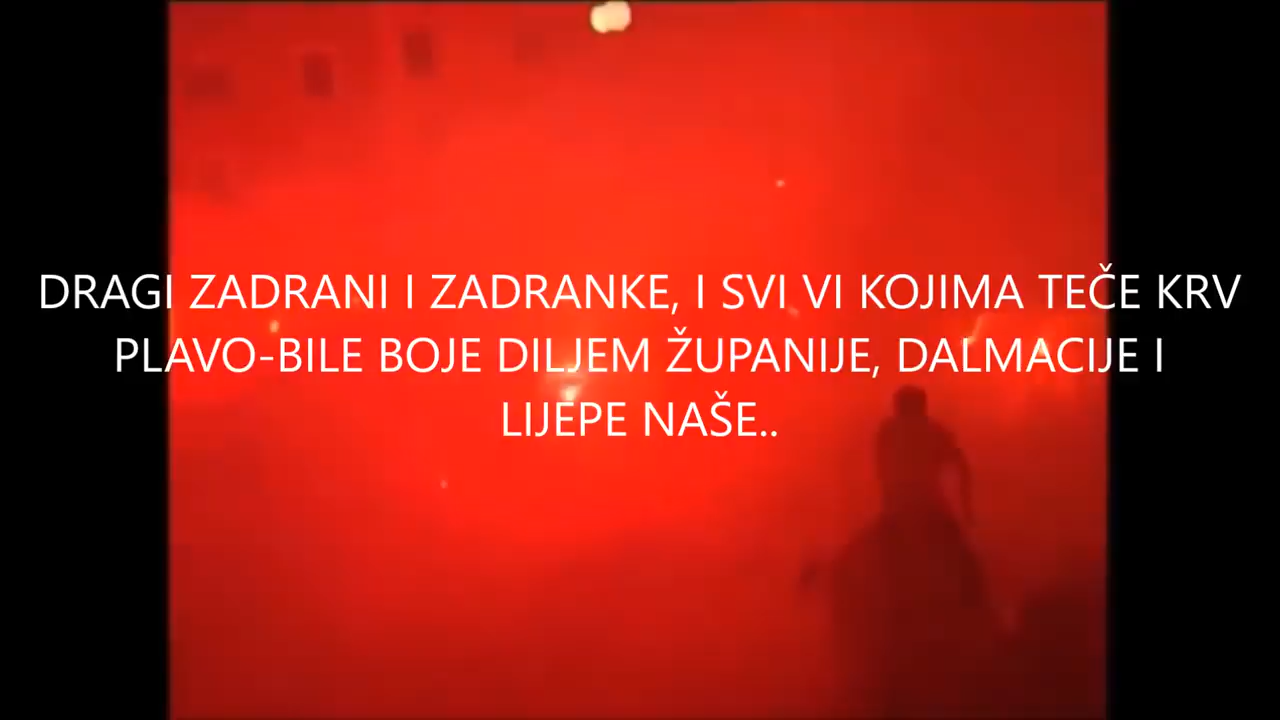 DRAGI ZADRANI I ZADRANKE, I SVI VI KOJIMA TEČE KRV
PLAVO-BILE BOJE DILJEM ŽUPANIJE, DALMACIJE I
LIJEPE NAŠE..